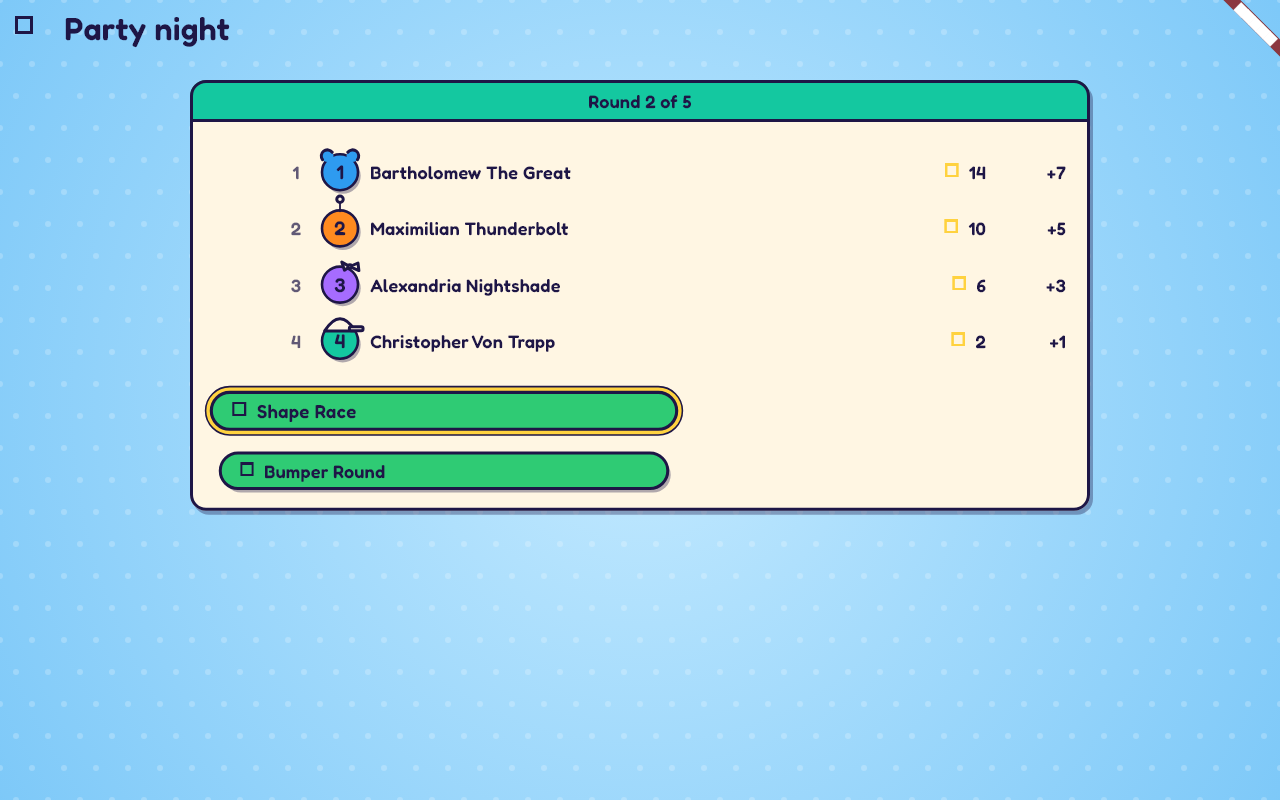 Party night
Round 2 of 5
1 1 Bartholomew The Great 14 +7
2 2 Maximilian Thunderbolt 10 +5
3 3 Alexandria Nightshade 6 +3
4 4 Christopher Von Trapp 2 +1
Shape Race
Bumper Round